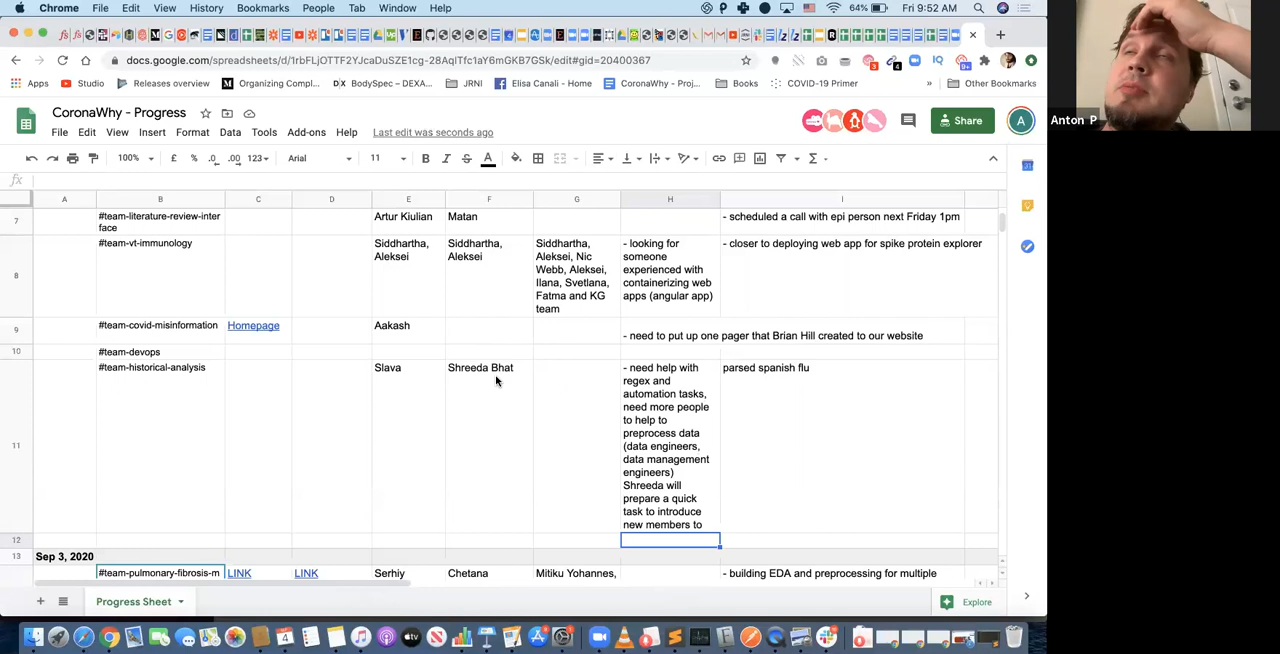 Chrome File Edit View History Bookmarks People Tab Window Help 64% Fri 9:52 AM
docs.google.com/spreadsheets/d/1rbFLjOTTF2YJcaDuSZE1cg-28AqlTfc1aY6mGKB7GSk/edit#gid=20400367
Apps Studio Releases overview Organizing Compl... BodySpec – DEXA... JRNI Elisa Canali - Home CoronaWhy - Proj... Books COVID-19 Primer » Other Bookmarks
CoronaWhy - Progress
File Edit View Insert Format Data Tools Add-ons Help Last edit was seconds ago
Share
A
Anton P
100% £ % .0 .00 123 Arial 11 B I S A
fx
A B C D E F G H I
7 #team-literature-review-inter Artur Kiulian Matan - scheduled a call with epi person next Friday 1pm
face
8 #team-vt-immunology Siddhartha, Siddhartha, Siddhartha, - looking for - closer to deploying web app for spike protein explorer
Aleksei Aleksei Aleksei, Nic someone
Webb, Aleksei, experienced with
Ilana, Svetlana, containerizing web
Fatma and KG apps (angular app)
team
9 #team-covid-misinformation Homepage Aakash
- need to put up one pager that Brian Hill created to our website
10 #team-devops
11 #team-historical-analysis Slava Shreeda Bhat - need help with parsed spanish flu
regex and
automation tasks,
need more people
to help to
preprocess data
(data engineers,
data management
engineers)
Shreeda will
prepare a quick
task to introduce
new members to
12
13 Sep 3, 2020
#team-pulmonary-fibrosis-m LINK LINK Serhiy Chetana Mitiku Yohannes, - building EDA and preprocessing for multiple
Progress Sheet
Explore